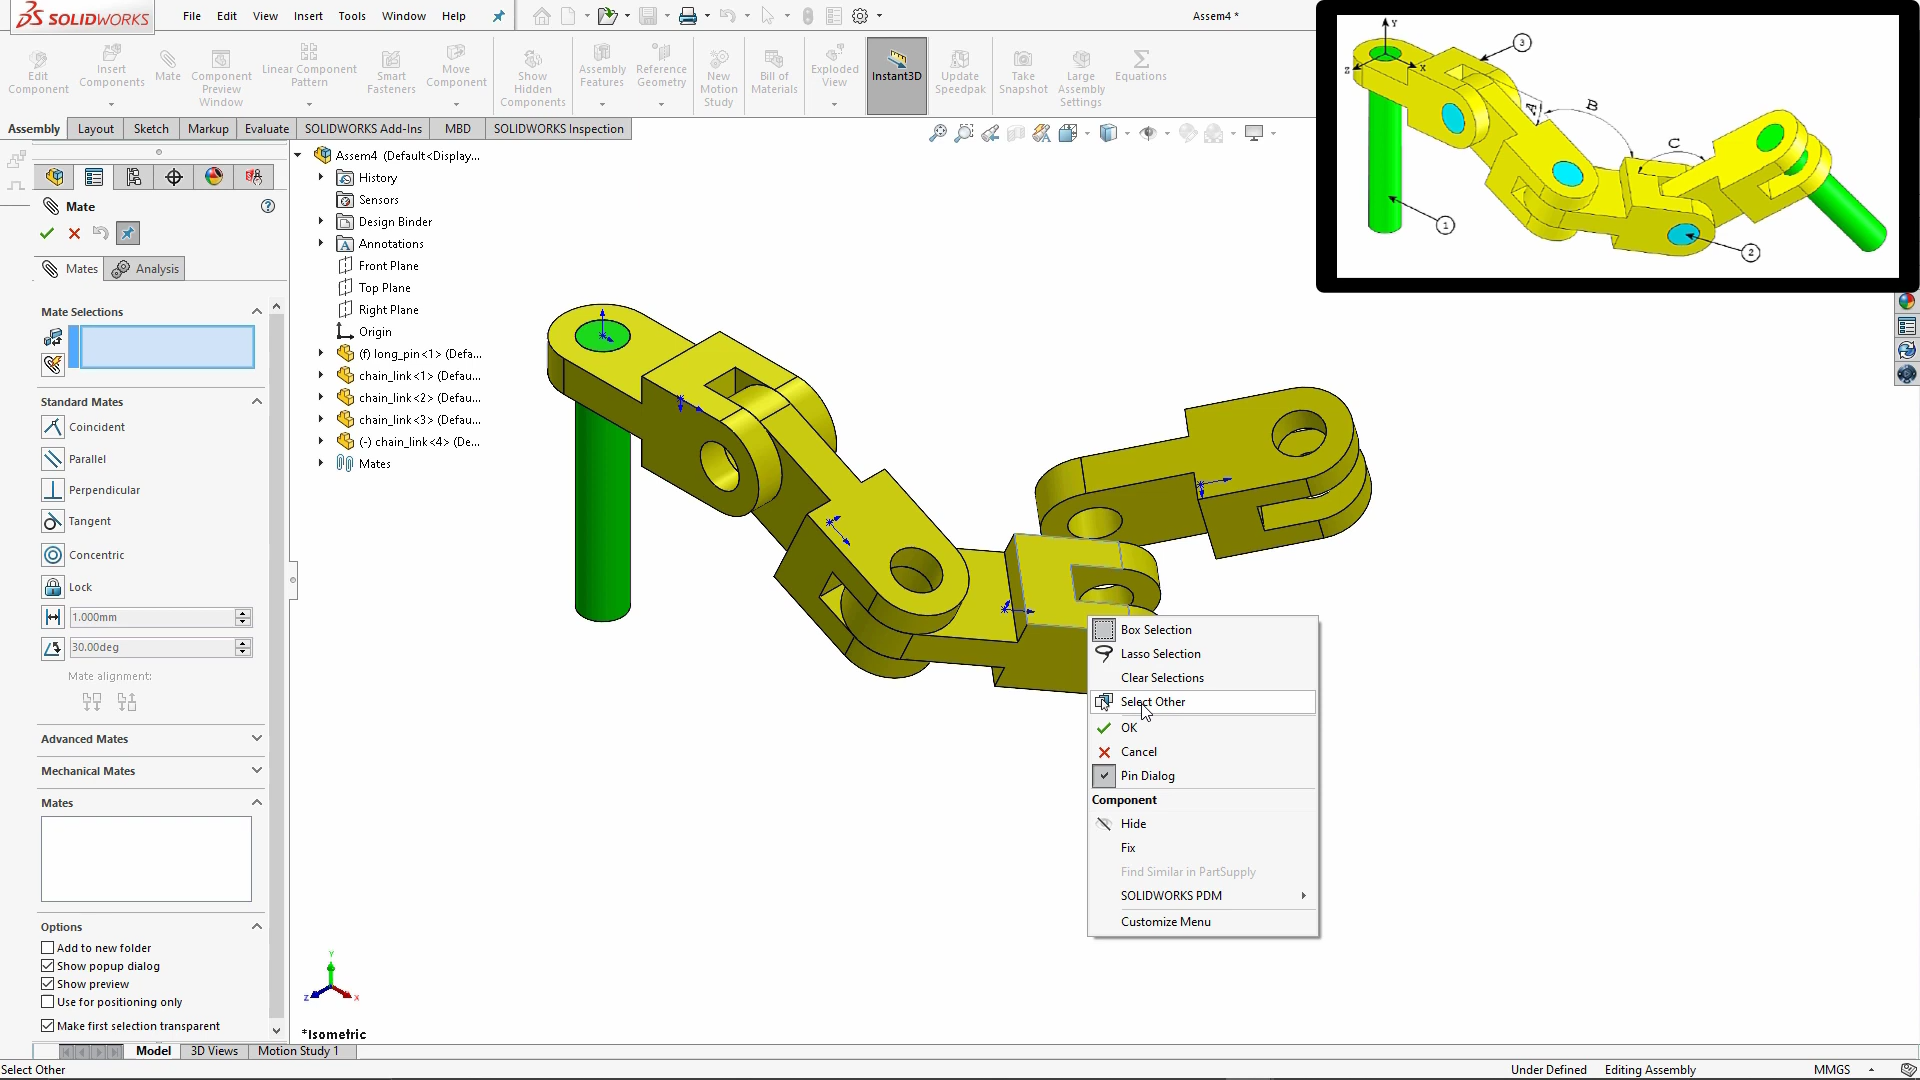 SOLIDWORKS
File Edit View Insert Tools Window Help
Assem4 *
Edit Component
Insert Components
Mate
Component Preview Window
Linear Component Pattern
Smart Fasteners
Move Component
Show Hidden Components
Assembly Features
Reference Geometry
New Motion Study
Bill of Materials
Exploded View
Instant3D
Update Speedpak
Take Snapshot
Large Assembly Settings
Equations
Assembly Layout Sketch Markup Evaluate SOLIDWORKS Add-Ins MBD SOLIDWORKS Inspection
Mate
Mates Analysis
Mate Selections
Standard Mates
Coincident
Parallel
Perpendicular
Tangent
Concentric
Lock
1.000mm
30.00deg
Mate alignment:
Advanced Mates
Mechanical Mates
Mates
Options
Add to new folder
Show popup dialog
Show preview
Use for positioning only
Make first selection transparent
Assem4 (Default<Display...
History
Sensors
Design Binder
Annotations
Front Plane
Top Plane
Right Plane
Origin
(f) long_pin<1> (Defa...
chain_link<1> (Defau...
chain_link<2> (Defau...
chain_link<3> (Defau...
(-) chain_link<4> (De...
Mates
Y
X
Z
3
A
B
C
1
2
Box Selection
Lasso Selection
Clear Selections
Select Other
OK
Cancel
Pin Dialog
Component
Hide
Fix
Find Similar in PartSupply
SOLIDWORKS PDM
Customize Menu
Y
Z
X
*Isometric
Model 3D Views Motion Study 1
Select Other
Under Defined Editing Assembly MMGS